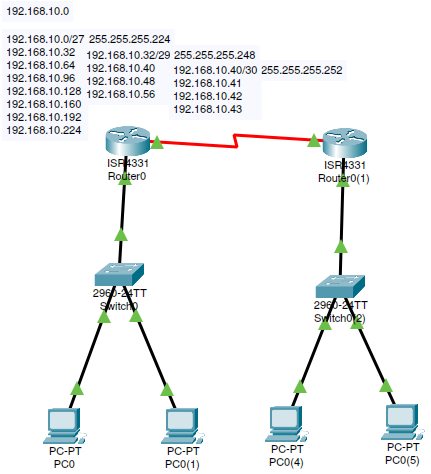 192.168.10.0
192.168.10.0/27 255.255.255.224
192.168.10.32
192.168.10.64
192.168.10.96
192.168.10.128
192.168.10.160
192.168.10.192
192.168.10.224
192.168.10.32/29 255.255.255.248
192.168.10.40
192.168.10.48
192.168.10.56
192.168.10.40/30 255.255.255.252
192.168.10.41
192.168.10.42
192.168.10.43
ISR4331
Router0
ISR4331
Router0(1)
2960-24TT
Switch0
2960-24TT
Switch0(2)
PC-PT
PC0
PC-PT
PC0(1)
PC-PT
PC0(4)
PC-PT
PC0(5)